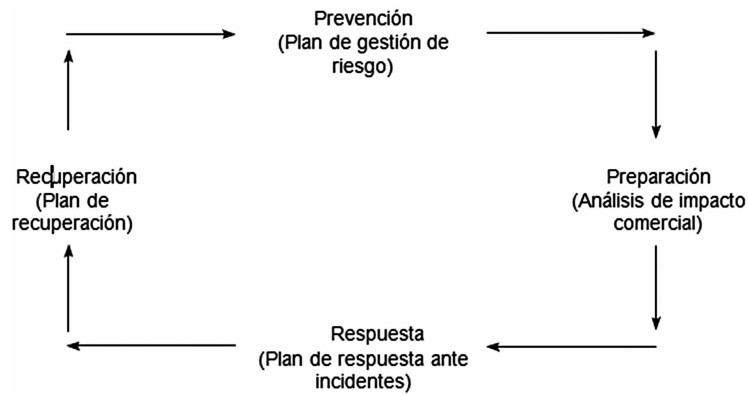 Prevención
(Plan de gestión de
riesgo)
Recuperación
(Plan de
recuperación)
Preparación
(Análisis de impacto
comercial)
Respuesta
(Plan de respuesta ante
incidentes)